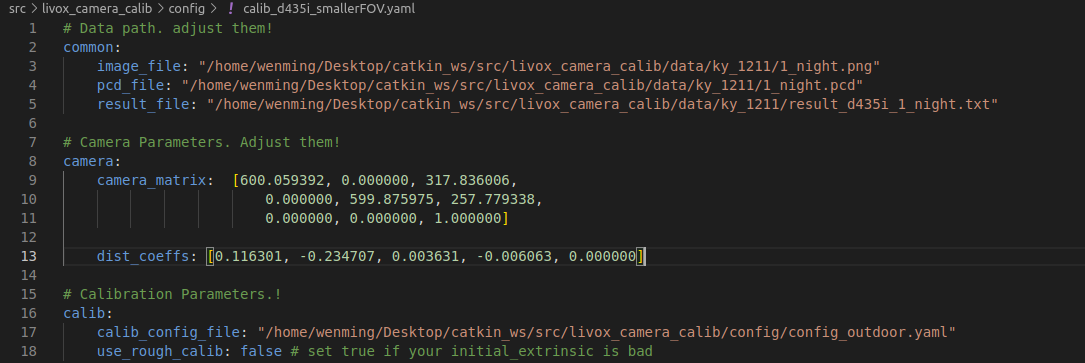 src > livox_camera_calib > config > ! calib_d435i_smallerFOV.yaml
1 # Data path. adjust them!
2 common:
3     image_file: "/home/wenming/Desktop/catkin_ws/src/livox_camera_calib/data/ky_1211/1_night.png"
4     pcd_file: "/home/wenming/Desktop/catkin_ws/src/livox_camera_calib/data/ky_1211/1_night.pcd"
5     result_file: "/home/wenming/Desktop/catkin_ws/src/livox_camera_calib/data/ky_1211/result_d435i_1_night.txt"
6
7 # Camera Parameters. Adjust them!
8 camera:
9     camera_matrix:  [600.059392, 0.000000, 317.836006,
10                     0.000000, 599.875975, 257.779338,
11                     0.000000, 0.000000, 1.000000]
12
13     dist_coeffs: [0.116301, -0.234707, 0.003631, -0.006063, 0.000000]
14
15 # Calibration Parameters.!
16 calib:
17     calib_config_file: "/home/wenming/Desktop/catkin_ws/src/livox_camera_calib/config/config_outdoor.yaml"
18     use_rough_calib: false # set true if your initial_extrinsic is bad